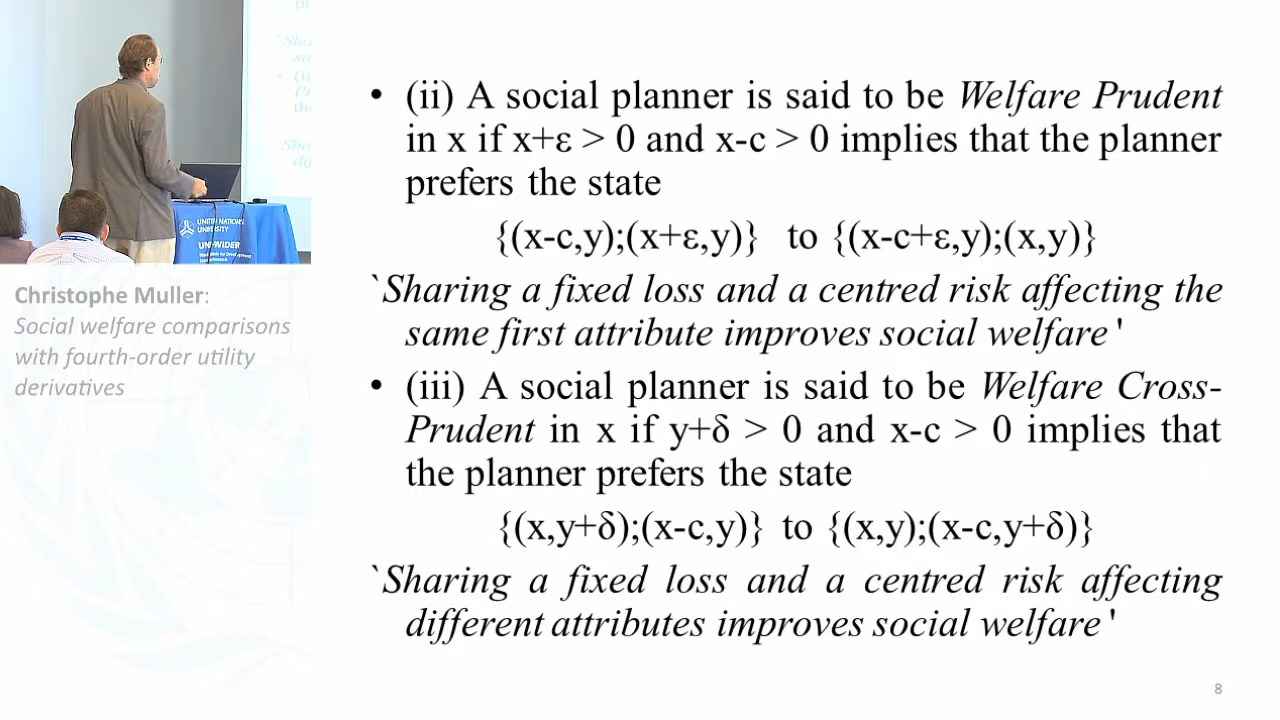 • (ii) A social planner is said to be Welfare Prudent
in x if x+ε > 0 and x-c > 0 implies that the planner
prefers the state
{(x-c,y);(x+ε,y)} to {(x-c+ε,y);(x,y)}
`Sharing a fixed loss and a centred risk affecting the
same first attribute improves social welfare'
• (iii) A social planner is said to be Welfare Cross-
Prudent in x if y+δ > 0 and x-c > 0 implies that
the planner prefers the state
{(x,y+δ);(x-c,y)} to {(x,y);(x-c,y+δ)}
`Sharing a fixed loss and a centred risk affecting
different attributes improves social welfare'
8
UNITED NATIONS
UNIVERSITY
UNU-WIDER
Christophe Muller:
Social welfare comparisons
with fourth-order utility
derivatives